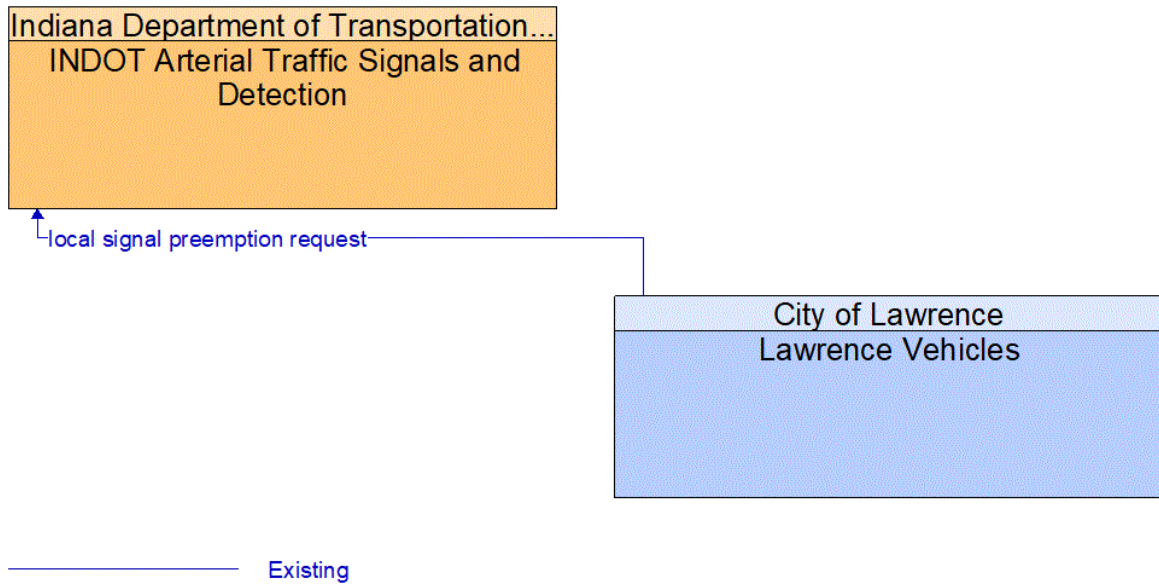 Indiana Department of Transportation...
INDOT Arterial Traffic Signals and
Detection
local signal preemption request
City of Lawrence
Lawrence Vehicles
Existing